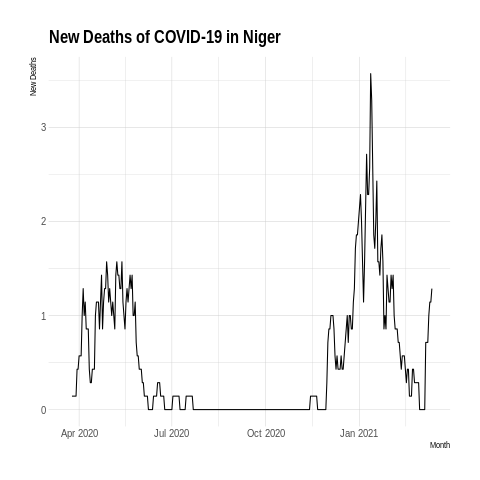 New Deaths of COVID-19 in Niger
New Deaths
3
2
1
0
Apr 2020 Jul 2020 Oct 2020 Jan 2021
Month